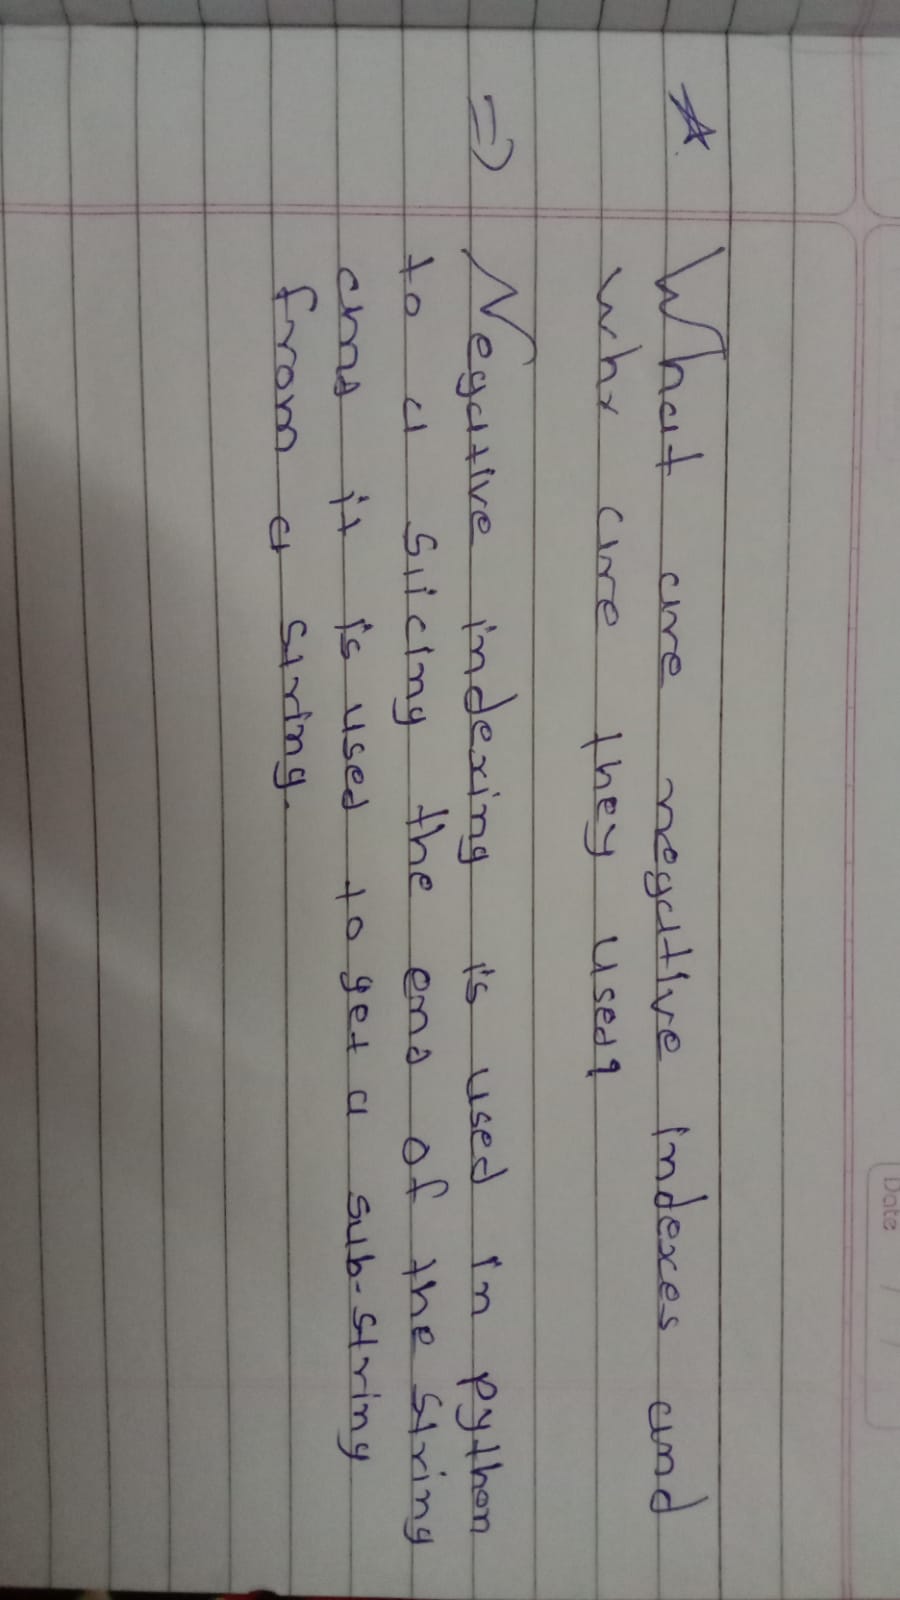 What are negative indexes and
why are they used?
=> Negative indexing is used in python
to a slicing the end of the string
and it is used to get a sub-string
from a string.
Date